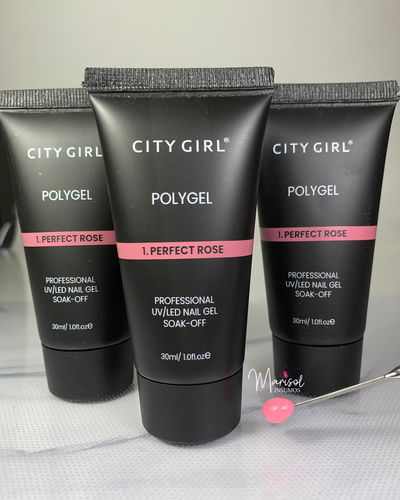 CITY GIRL
POLYGEL
1. PERFECT ROSE
PROFESSIONAL
UV/LED NAIL GEL
SOAK-OFF
30ml/ 1.0fl.oz℮
CITY GIRL®
POLYGEL
1. PERFECT ROSE
PROFESSIONAL
UV/LED NAIL GEL
SOAK-OFF
30ml/ 1.0fl.oz℮
CITY GIRL®
POLYGEL
1. PERFECT ROSE
PROFESSIONAL
UV/LED NAIL GEL
SOAK-OFF
30ml/ 1.0fl.oz℮
Marisol
INSUMOS